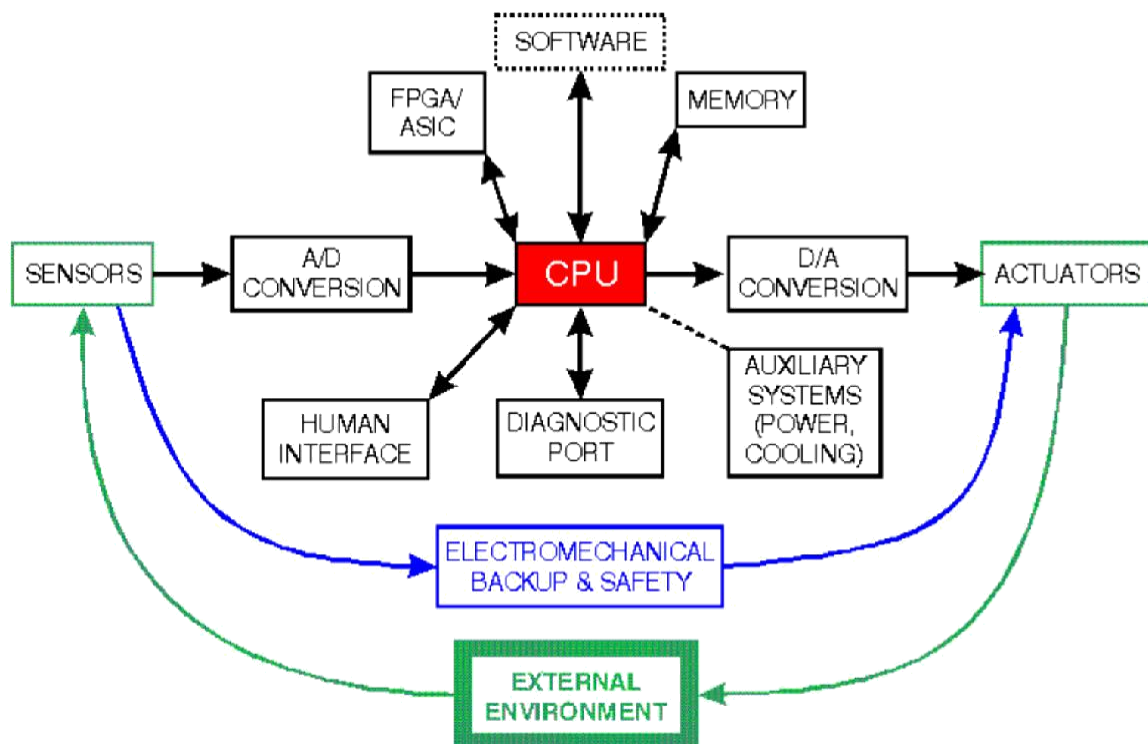 SOFTWARE
FPGA/
ASIC
MEMORY
SENSORS
A/D
CONVERSION
CPU
D/A
CONVERSION
ACTUATORS
HUMAN
INTERFACE
DIAGNOSTIC
PORT
AUXILIARY
SYSTEMS
(POWER,
COOLING)
ELECTROMECHANICAL
BACKUP & SAFETY
EXTERNAL
ENVIRONMENT